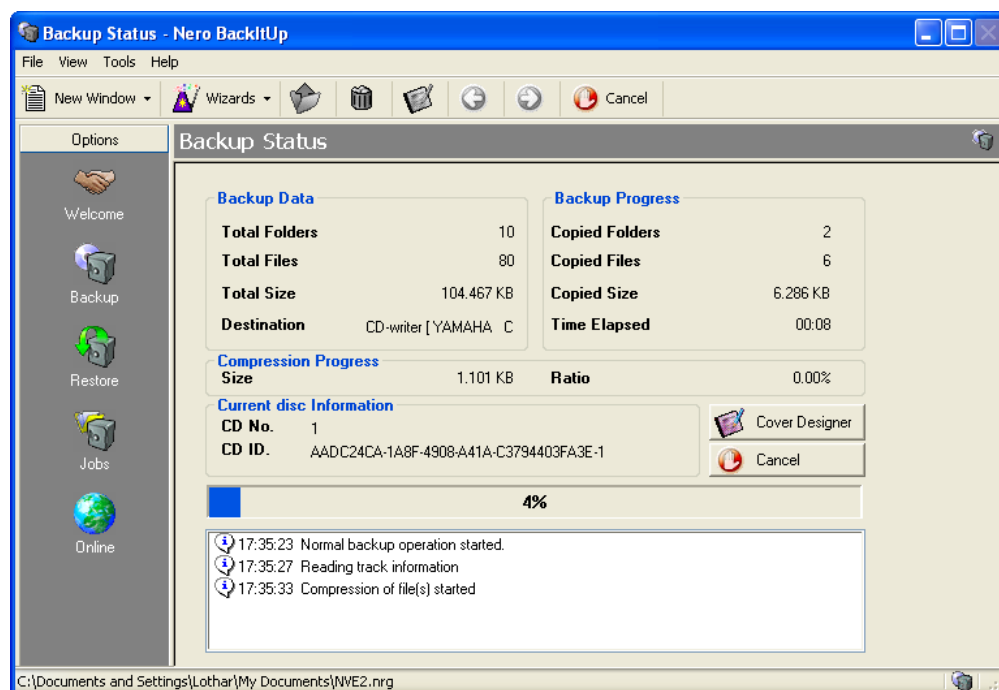 Backup Status - Nero BackItUp
File View Tools Help
New Window Wizards Cancel
Options
Backup Status
Welcome
Backup
Restore
Jobs
Online
Backup Data
Total Folders 10
Total Files 80
Total Size 104.467 KB
Destination CD-writer [ YAMAHA C
Backup Progress
Copied Folders 2
Copied Files 6
Copied Size 6.286 KB
Time Elapsed 00:08
Compression Progress
Size 1.101 KB Ratio 0.00%
Current disc Information
CD No. 1
CD ID. AADC24CA-1A8F-4908-A41A-C3794403FA3E-1
Cover Designer
Cancel
4%
17:35:23 Normal backup operation started.
17:35:27 Reading track information
17:35:33 Compression of file(s) started
C:\Documents and Settings\Lothar\My Documents\NVE2.nrg